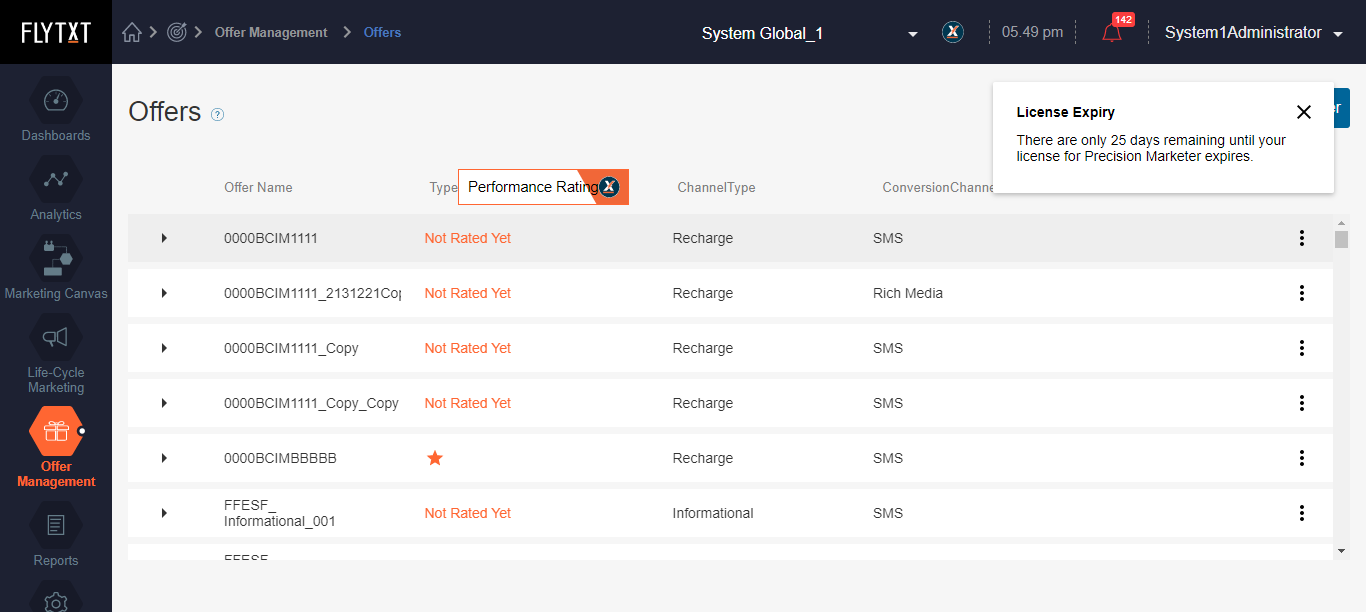 FLYTXT
Offer Management
Offers
System Global_1
X
05.49 pm
142
System1Administrator
Dashboards
Analytics
Marketing Canvas
Life-Cycle
Marketing
Offer
Management
Reports
Offers ?
License Expiry
There are only 25 days remaining until your
license for Precision Marketer expires.
er
Offer Name Type Performance Rating X ChannelType ConversionChanne
0000BCIM1111 Not Rated Yet Recharge SMS
0000BCIM1111_2131221Cop Not Rated Yet Recharge Rich Media
0000BCIM1111_Copy Not Rated Yet Recharge SMS
0000BCIM1111_Copy_Copy Not Rated Yet Recharge SMS
0000BCIMBBBBB Recharge SMS
FFESF_
Informational_001 Not Rated Yet Informational SMS
FFESF_